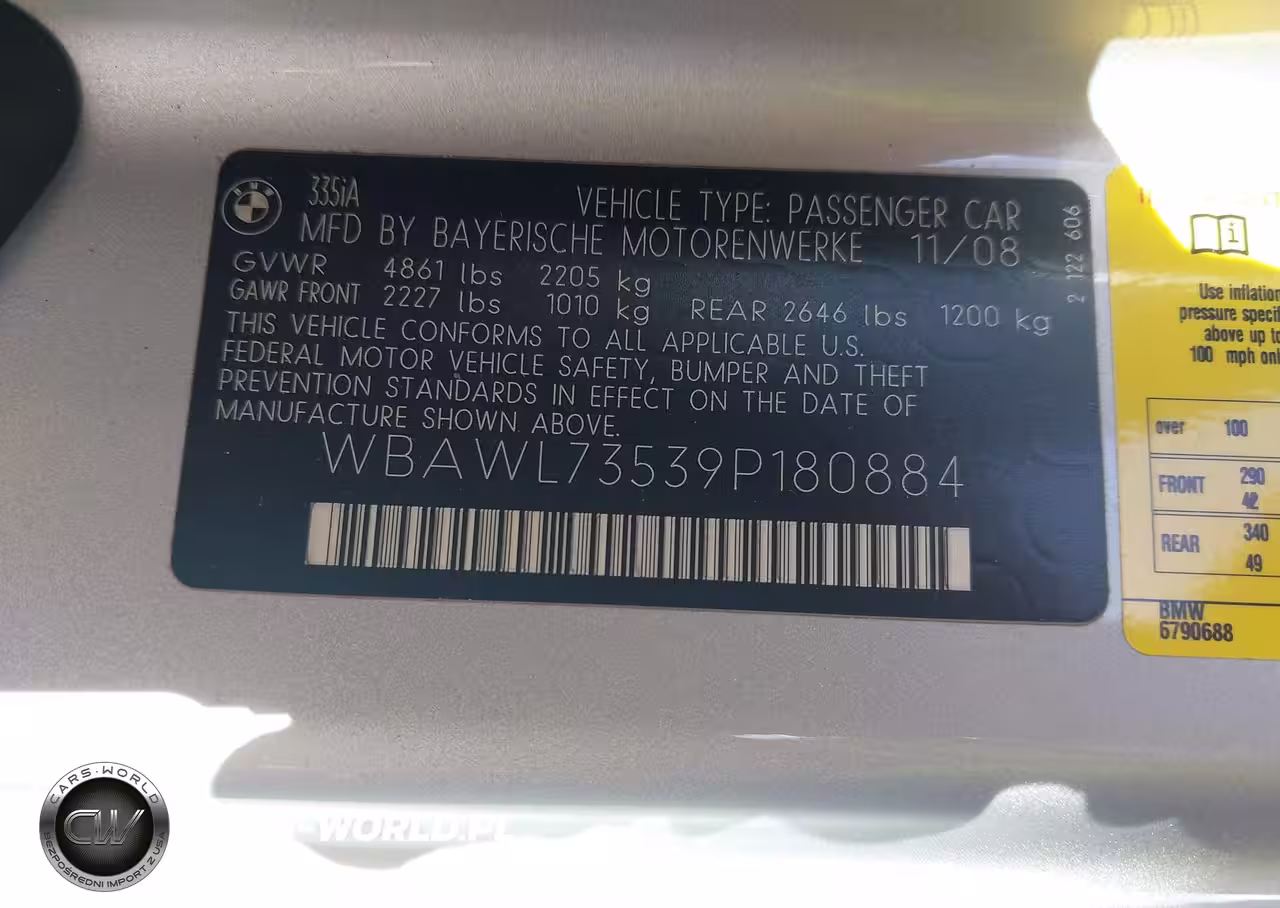 BMW
335iA
VEHICLE TYPE: PASSENGER CAR
MFD BY BAYERISCHE MOTORENWERKE 11/08
GVWR 4861 lbs 2205 kg
GAWR FRONT 2227 lbs 1010 kg REAR 2646 lbs 1200 kg
THIS VEHICLE CONFORMS TO ALL APPLICABLE U.S.
FEDERAL MOTOR VEHICLE SAFETY, BUMPER AND THEFT
PREVENTION STANDARDS IN EFFECT ON THE DATE OF
MANUFACTURE SHOWN ABOVE.
WBAWL73539P180884
2 122 606
Use inflation
pressure specifi
above up to
100 mph onl
over 100
FRONT 290
42
REAR 340
49
BMW
6790688
CARS-WORLD
CW
BEZPOŚREDNI IMPORT Z USA
-WORLD.PL